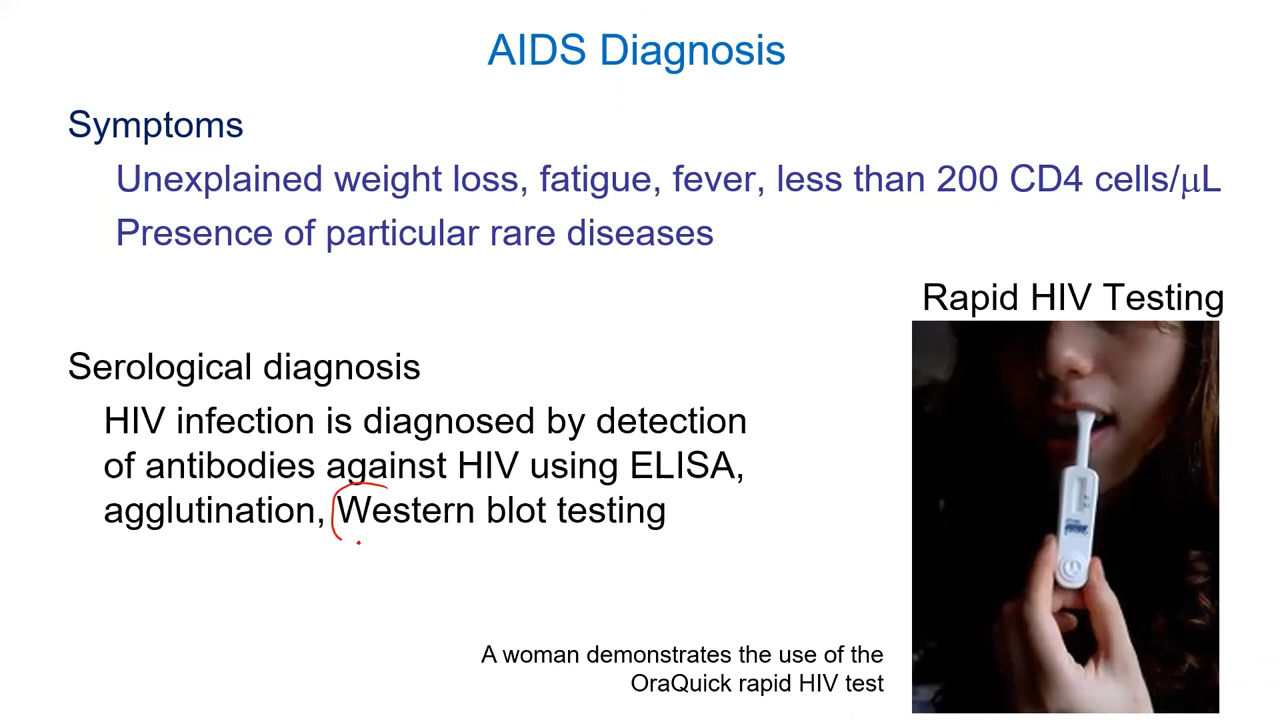 AIDS Diagnosis
Symptoms
Unexplained weight loss, fatigue, fever, less than 200 CD4 cells/μL
Presence of particular rare diseases
Rapid HIV Testing
Serological diagnosis
HIV infection is diagnosed by detection
of antibodies against HIV using ELISA,
agglutination, Western blot testing
A woman demonstrates the use of the
OraQuick rapid HIV test